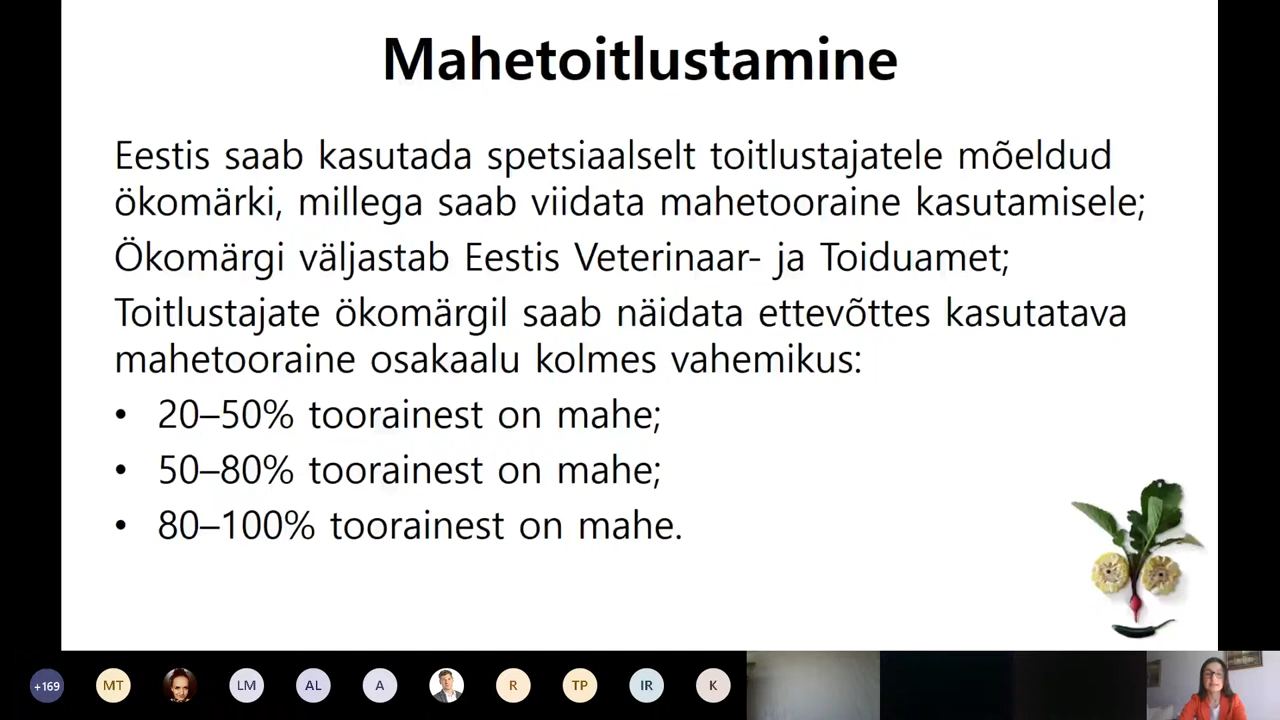 Mahetoitlustamine
Eestis saab kasutada spetsiaalselt toitlustajatele mõeldud
ökomärki, millega saab viidata mahetooraine kasutamisele;
Ökomärgi väljastab Eestis Veterinaar- ja Toiduamet;
Toitlustajate ökomärgil saab näidata ettevõttes kasutatava
mahetooraine osakaalu kolmes vahemikus:
• 20–50% toorainest on mahe;
• 50–80% toorainest on mahe;
• 80–100% toorainest on mahe.
+169 MT LM AL A R TP IR K